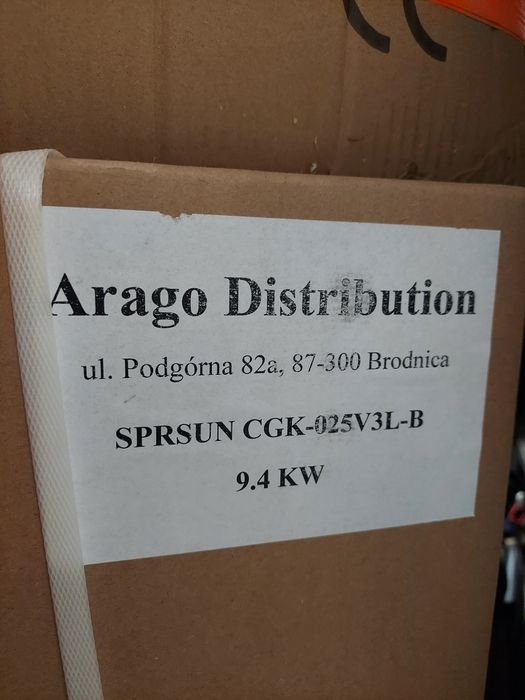 Arago Distribution
ul. Podgórna 82a, 87-300 Brodnica
SPRSUN CGK-025V3L-B
9.4 KW